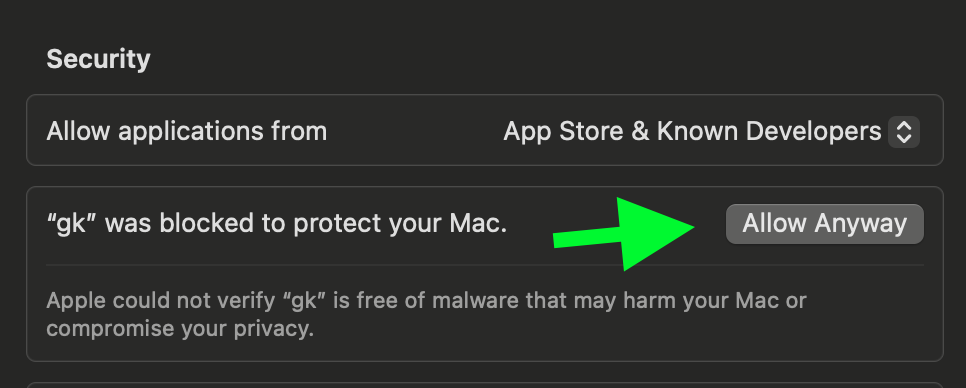 Security
Allow applications from App Store & Known Developers
“gk” was blocked to protect your Mac. Allow Anyway
Apple could not verify “gk” is free of malware that may harm your Mac or
compromise your privacy.